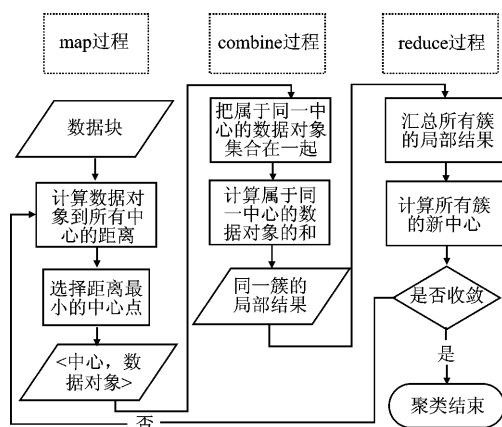 map过程
数据块
计算数据对
象到所有中
心的距离
选择距离最
小的中心点
<中心，数
据对象>
combine过程
把属于同一中
心的数据对象
集合在一起
计算属于同
一中心的数
据对象的和
同一簇的
局部结果
reduce过程
汇总所有簇
的局部结果
计算所有簇
的新中心
是否收敛
是
聚类结束
否